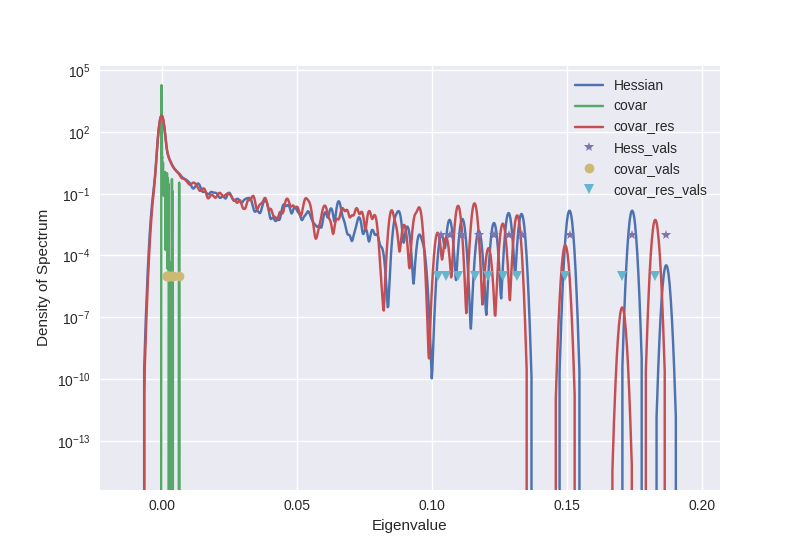 Hessian
covar
covar_res
Hess_vals
covar_vals
covar_res_vals
10^5
10^2
10^−1
10^−4
10^−7
10^−10
10^−13
Density of Spectrum
0.00 0.05 0.10 0.15 0.20
Eigenvalue